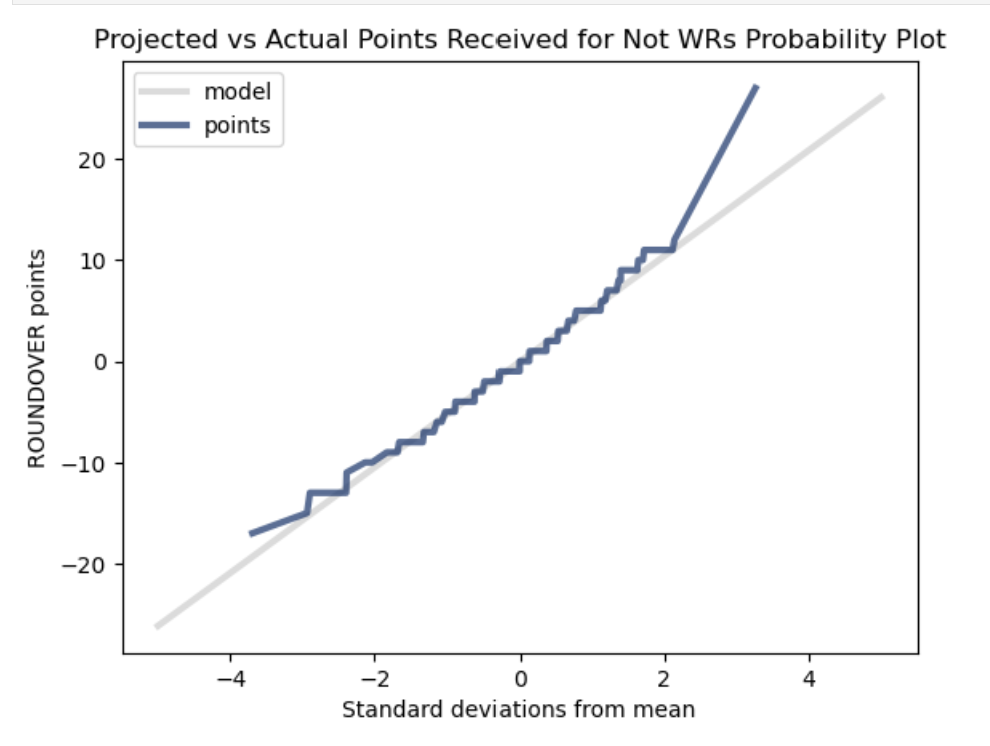 Projected vs Actual Points Received for Not WRs Probability Plot
model
points
20
10
0
−10
−20
ROUNDOVER points
−4
−2
0
2
4
Standard deviations from mean